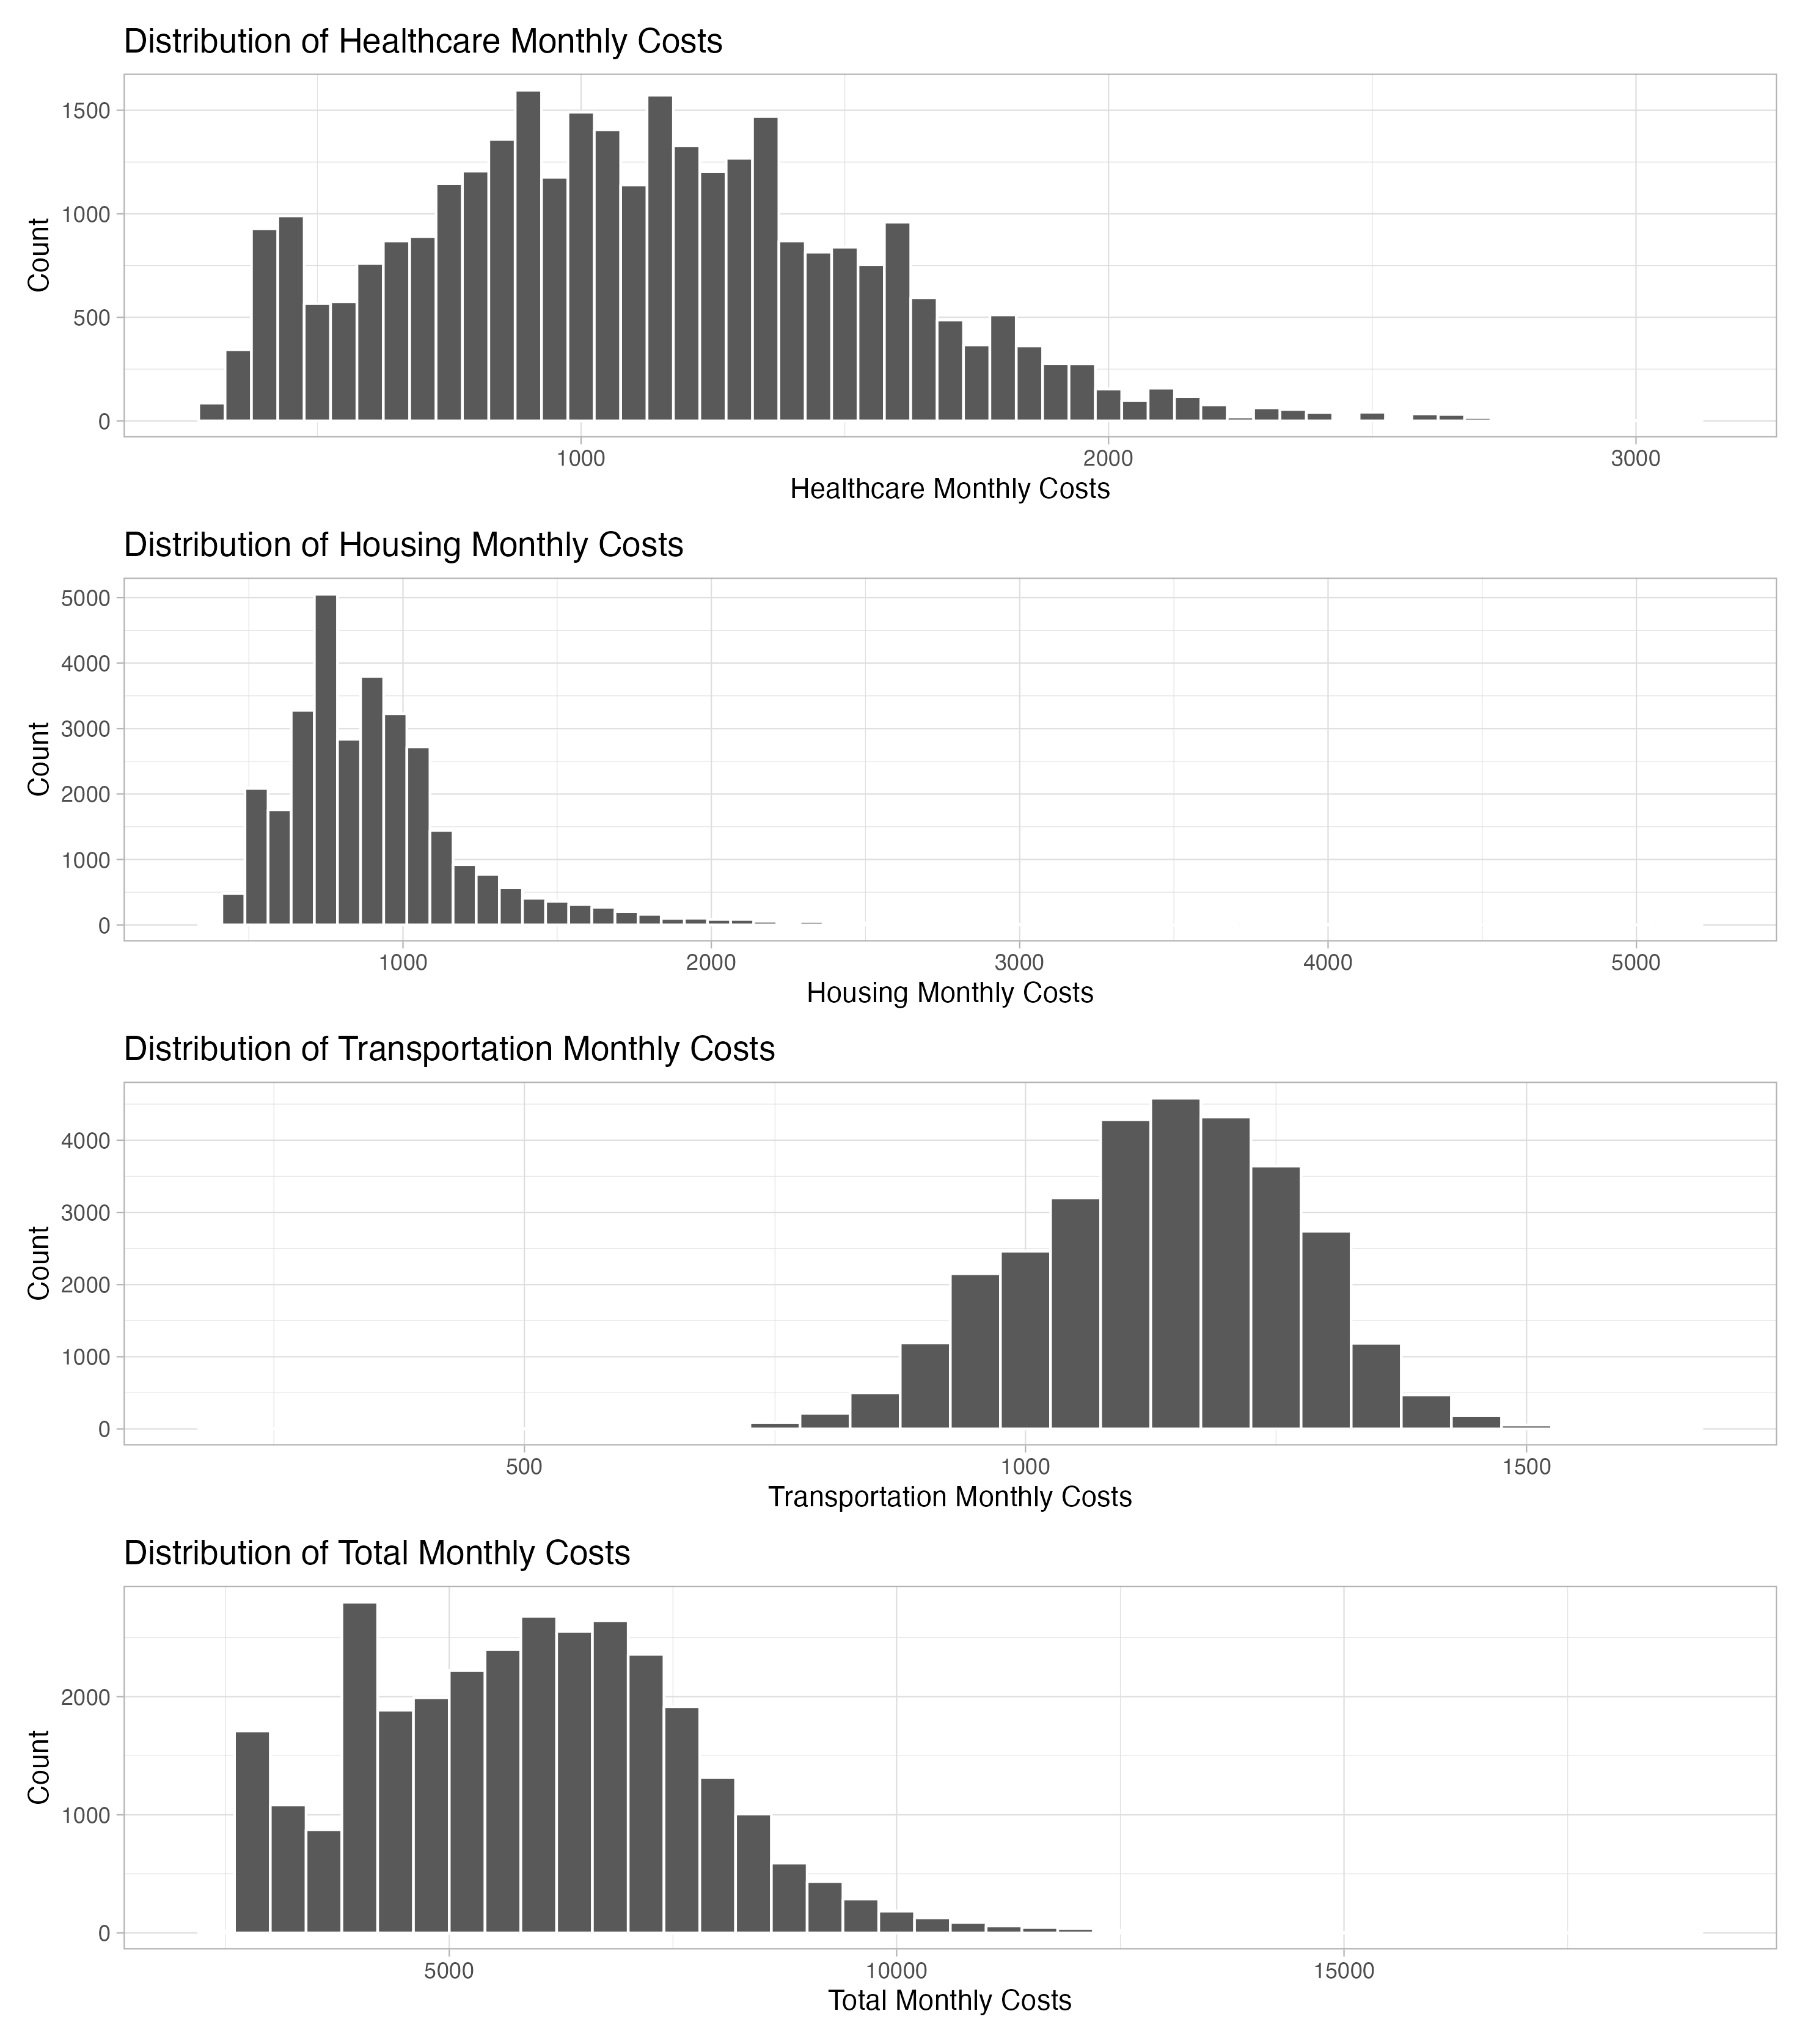 Distribution of Healthcare Monthly Costs
1500
1000
500
0
Count
1000 2000 3000
Healthcare Monthly Costs
Distribution of Housing Monthly Costs
5000
4000
3000
2000
1000
0
Count
1000 2000 3000 4000 5000
Housing Monthly Costs
Distribution of Transportation Monthly Costs
4000
3000
2000
1000
0
Count
500 1000 1500
Transportation Monthly Costs
Distribution of Total Monthly Costs
2000
1000
0
Count
5000 10000 15000
Total Monthly Costs